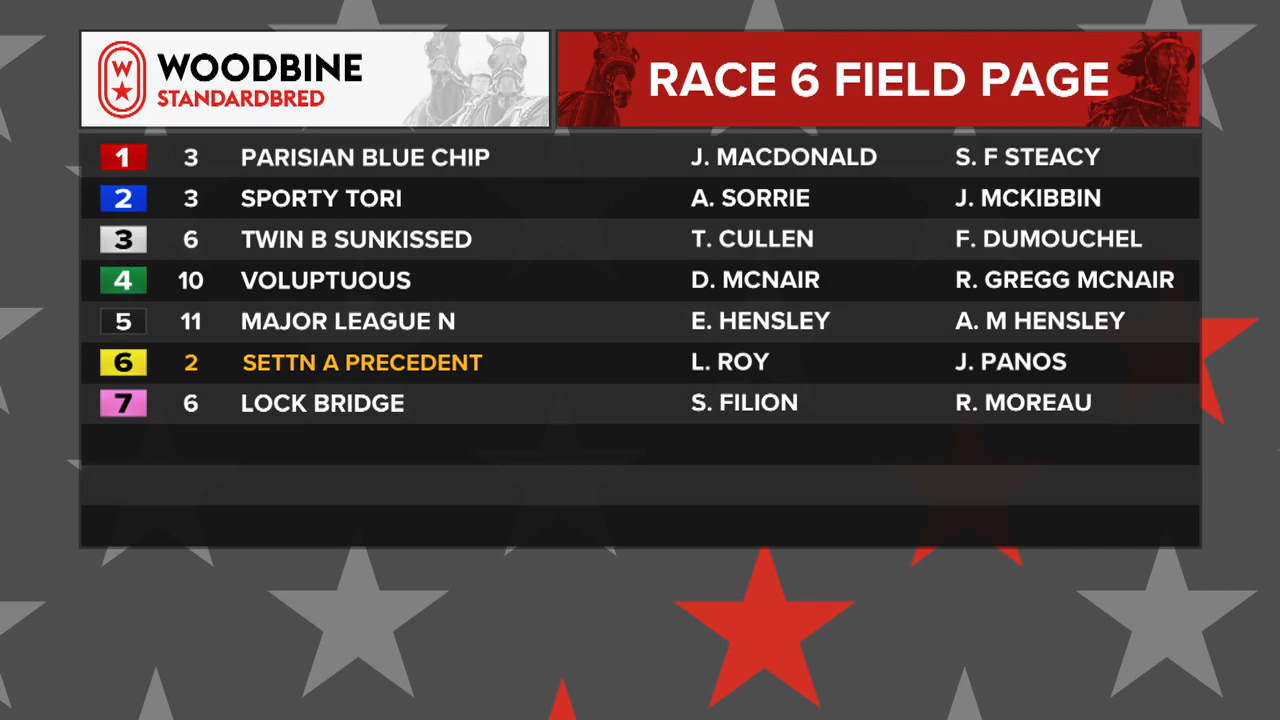 W
WOODBINE
STANDARDBRED
RACE 6 FIELD PAGE
1 3 PARISIAN BLUE CHIP J. MACDONALD S. F STEACY
2 3 SPORTY TORI A. SORRIE J. MCKIBBIN
3 6 TWIN B SUNKISSED T. CULLEN F. DUMOUCHEL
4 10 VOLUPTUOUS D. MCNAIR R. GREGG MCNAIR
5 11 MAJOR LEAGUE N E. HENSLEY A. M HENSLEY
6 2 SETTN A PRECEDENT L. ROY J. PANOS
7 6 LOCK BRIDGE S. FILION R. MOREAU